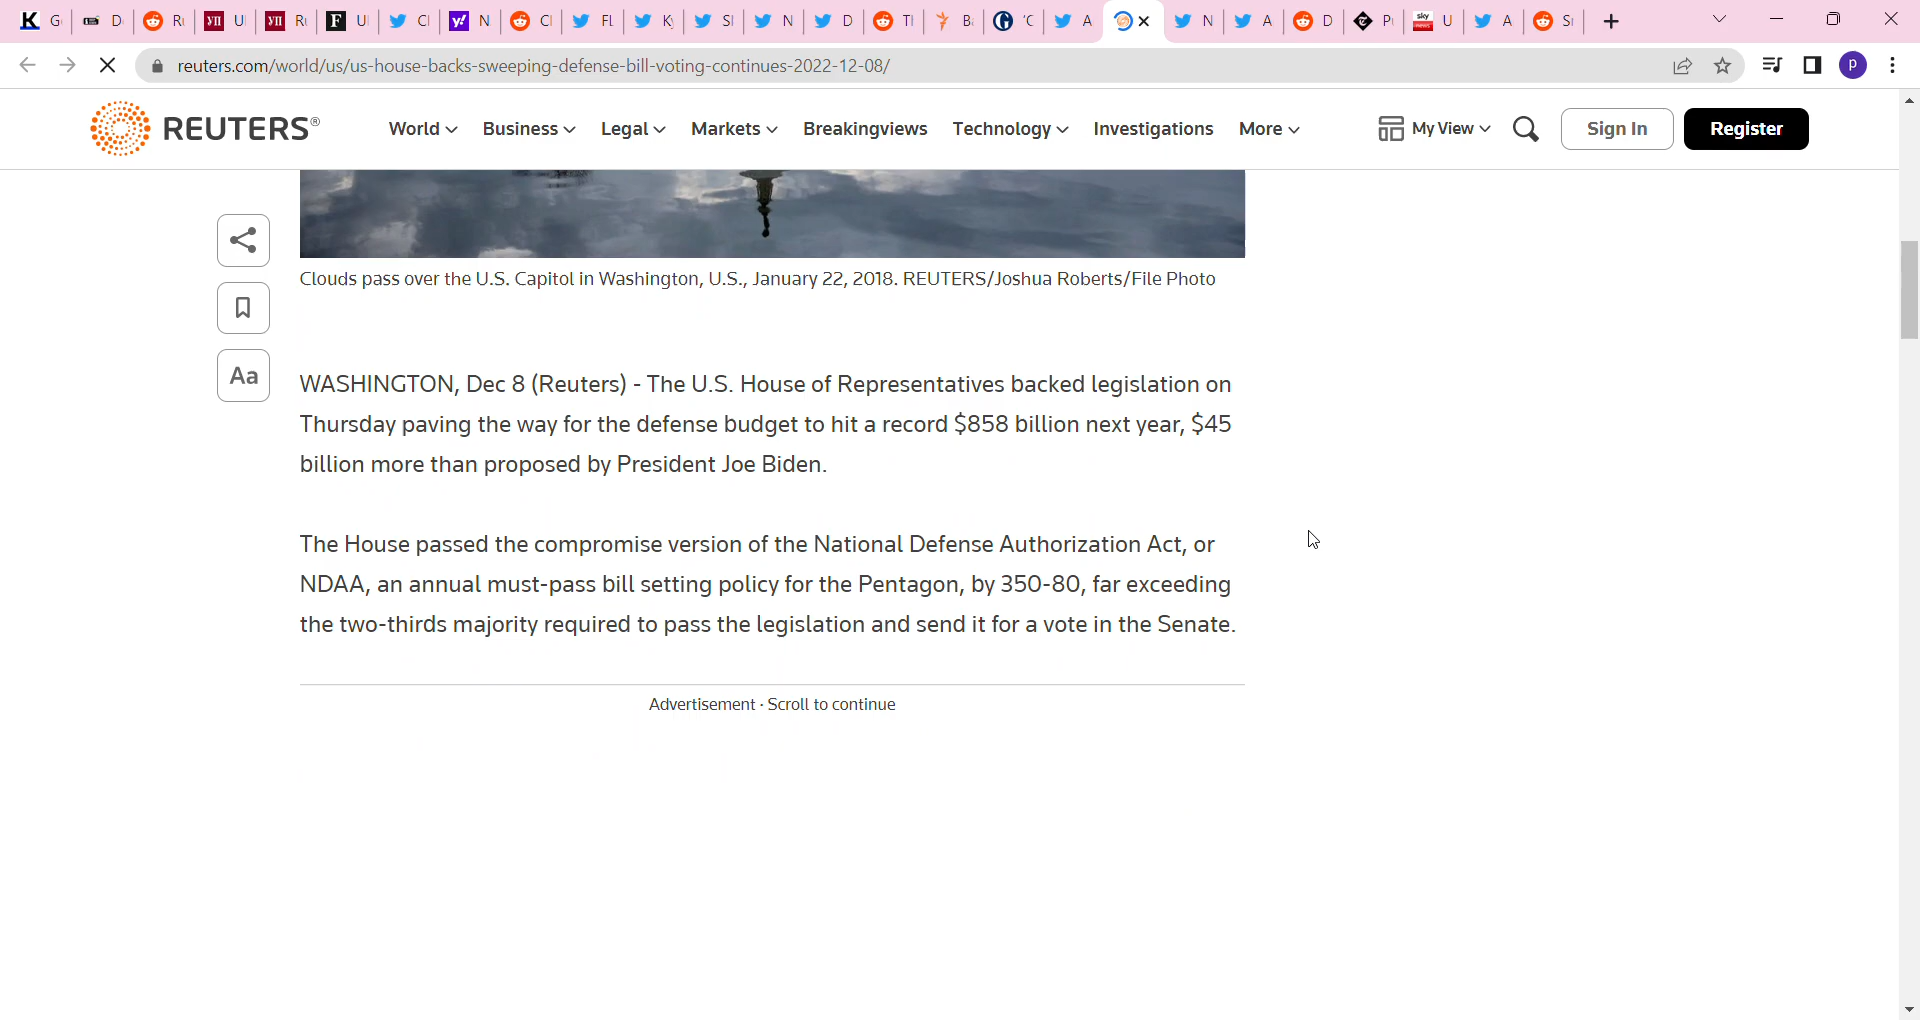 K G D R УП U УП R F U C y! N C FL K S N D T B G 'C A N A D P sky news U A S
reuters.com/world/us/us-house-backs-sweeping-defense-bill-voting-continues-2022-12-08/
P
REUTERS® World Business Legal Markets Breakingviews Technology Investigations More My View Sign In Register
Clouds pass over the U.S. Capitol in Washington, U.S., January 22, 2018. REUTERS/Joshua Roberts/File Photo
Aa
WASHINGTON, Dec 8 (Reuters) - The U.S. House of Representatives backed legislation on
Thursday paving the way for the defense budget to hit a record $858 billion next year, $45
billion more than proposed by President Joe Biden.
The House passed the compromise version of the National Defense Authorization Act, or
NDAA, an annual must-pass bill setting policy for the Pentagon, by 350-80, far exceeding
the two-thirds majority required to pass the legislation and send it for a vote in the Senate.
Advertisement · Scroll to continue